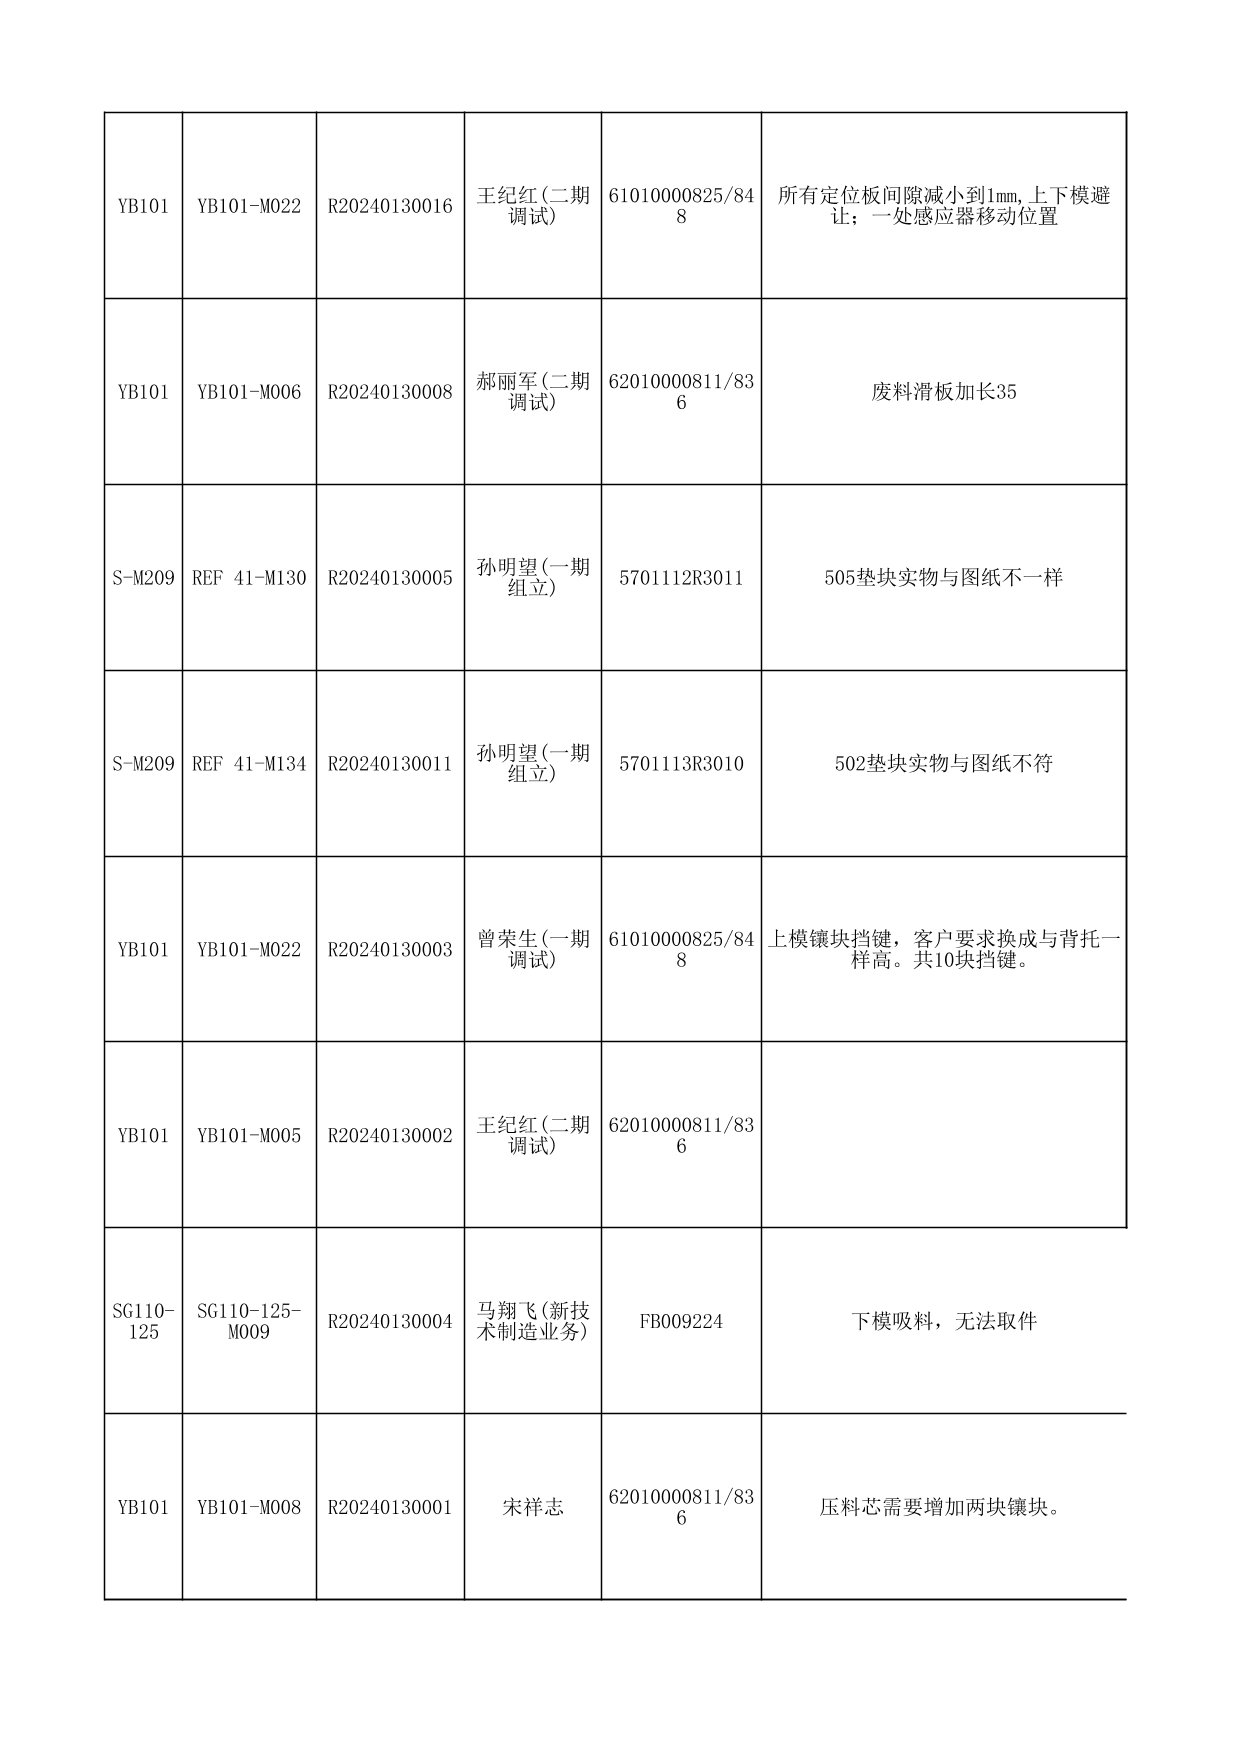 YB101 YB101-M022 R20240130016 王纪红(二期 61010000825/84 所有定位板间隙减小到1mm,上下模避
调试) 8 让；一处感应器移动位置
YB101 YB101-M006 R20240130008 郝丽军(二期 62010000811/83 废料滑板加长35
调试) 6
S-M209 REF 41-M130 R20240130005 孙明望(一期 5701112R3011 505垫块实物与图纸不一样
组立)
S-M209 REF 41-M134 R20240130011 孙明望(一期 5701113R3010 502垫块实物与图纸不符
组立)
YB101 YB101-M022 R20240130003 曾荣生(一期 61010000825/84 上模镶块挡键，客户要求换成与背托一
调试) 8 样高。共10块挡键。
YB101 YB101-M005 R20240130002 王纪红(二期 62010000811/83
调试) 6
SG110- SG110-125- R20240130004 马翔飞(新技 FB009224 下模吸料，无法取件
125 M009 术制造业务)
YB101 YB101-M008 R20240130001 宋祥志 62010000811/83 压料芯需要增加两块镶块。
6